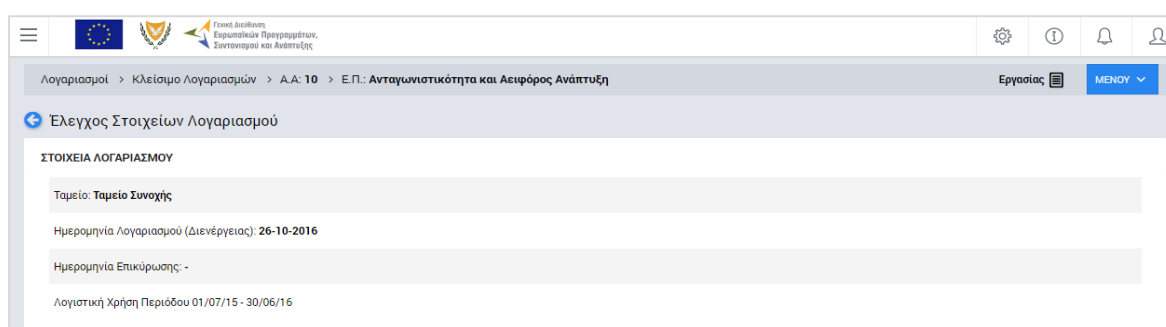 Γενική Διεύθυνση
Ευρωπαϊκών Προγραμμάτων,
Συντονισμού και Ανάπτυξης
Λογαριασμοί > Κλείσιμο Λογαριασμών > Α.Α: 10 > Ε.Π.: Ανταγωνιστικότητα και Αειφόρος Ανάπτυξη Εργασίας ΜΕΝΟΥ
Έλεγχος Στοιχείων Λογαριασμού
ΣΤΟΙΧΕΙΑ ΛΟΓΑΡΙΑΣΜΟΥ
Ταμείο: Ταμείο Συνοχής
Ημερομηνία Λογαριασμού (Διενέργειας): 26-10-2016
Ημερομηνία Επικύρωσης: -
Λογιστική Χρήση Περιόδου 01/07/15 - 30/06/16